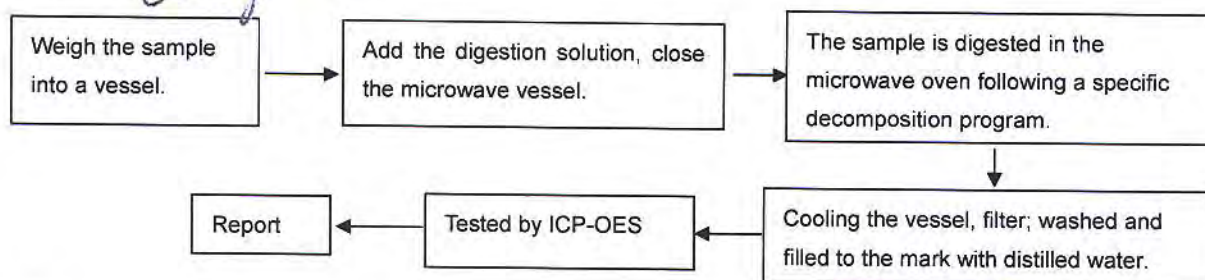 Weigh the sample
into a vessel.
Add the digestion solution, close
the microwave vessel.
The sample is digested in the
microwave oven following a specific
decomposition program.
Cooling the vessel, filter; washed and
filled to the mark with distilled water.
Tested by ICP-OES
Report